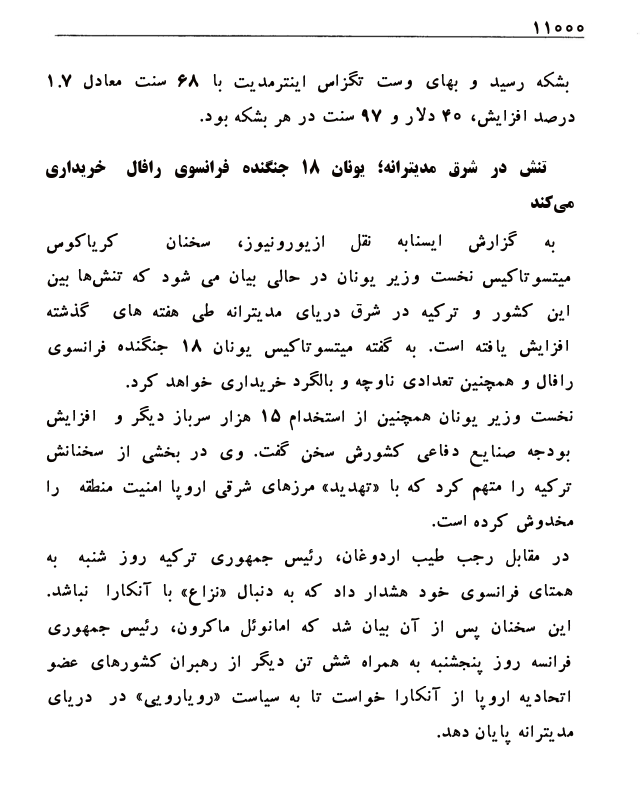 ۱۱۰۰۰
بشکه رسید و بهای وست تگزاس اینترمدیت با ۶۸ سنت معادل ۱.۷
درصد افزایش، ۴۰ دلار و ۹۷ سنت در هر بشکه بود.
تنش در شرق مدیترانه؛ یونان ۱۸ جنگنده فرانسوی رافال خریداری
می‌کند
به گزارش ایسنابه نقل ازیورونیوز، سخنان کریاکوس
میتسوتاکیس نخست وزیر یونان در حالی بیان می شود که تنش‌ها بین
این کشور و ترکیه در شرق دریای مدیترانه طی هفته های گذشته
افزایش یافته است. به گفته میتسوتاکیس یونان ۱۸ جنگنده فرانسوی
رافال و همچنین تعدادی ناوچه و بالگرد خریداری خواهد کرد.
نخست وزیر یونان همچنین از استخدام ۱۵ هزار سرباز دیگر و افزایش
بودجه صنایع دفاعی کشورش سخن گفت. وی در بخشی از سخنانش
ترکیه را متهم کرد که با «تهدید» مرزهای شرقی اروپا امنیت منطقه را
مخدوش کرده است.
در مقابل رجب طیب اردوغان، رئیس جمهوری ترکیه روز شنبه به
همتای فرانسوی خود هشدار داد که به دنبال «نزاع» با آنکارا نباشد.
این سخنان پس از آن بیان شد که امانوئل ماکرون، رئیس جمهوری
فرانسه روز پنجشنبه به همراه شش تن دیگر از رهبران کشورهای عضو
اتحادیه اروپا از آنکارا خواست تا به سیاست «رویارویی» در دریای
مدیترانه پایان دهد.